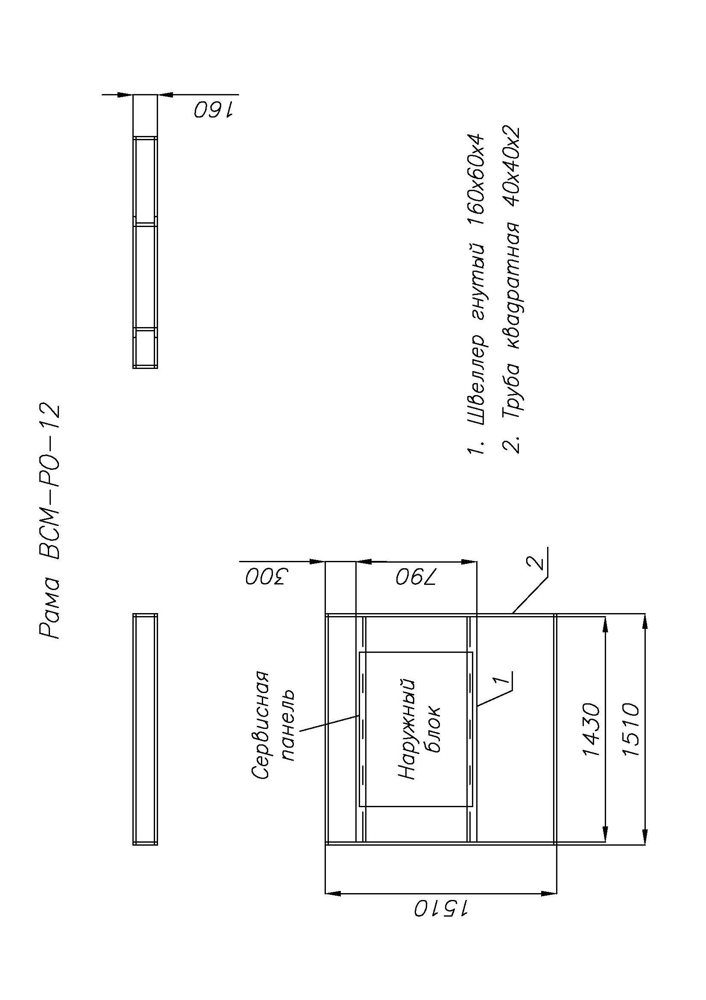 Рама ВСМ-РО-12
160
Сервисная
панель
300
790
Наружный
блок
1
2
1430
1510
1510
1. Швеллер гнутый 160х60х4
2. Труба квадратная 40х40х2